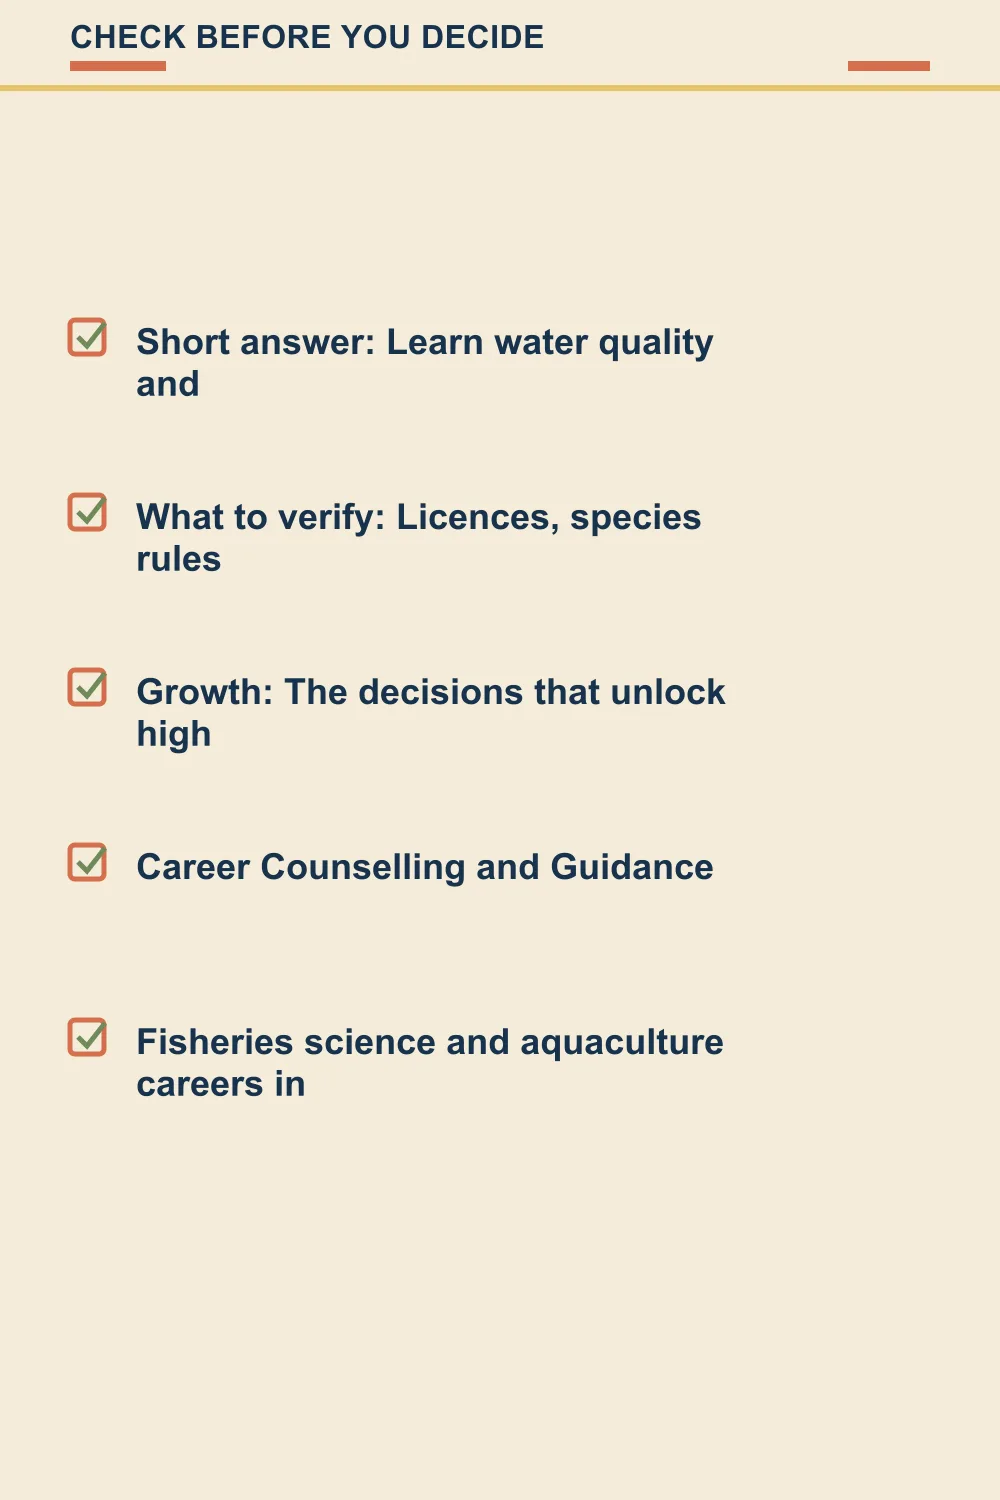 CHECK BEFORE YOU DECIDE
Short answer: Learn water quality
and
What to verify: Licences, species
rules
Growth: The decisions that unlock
high
Career Counselling and Guidance
Fisheries science and aquaculture
careers in